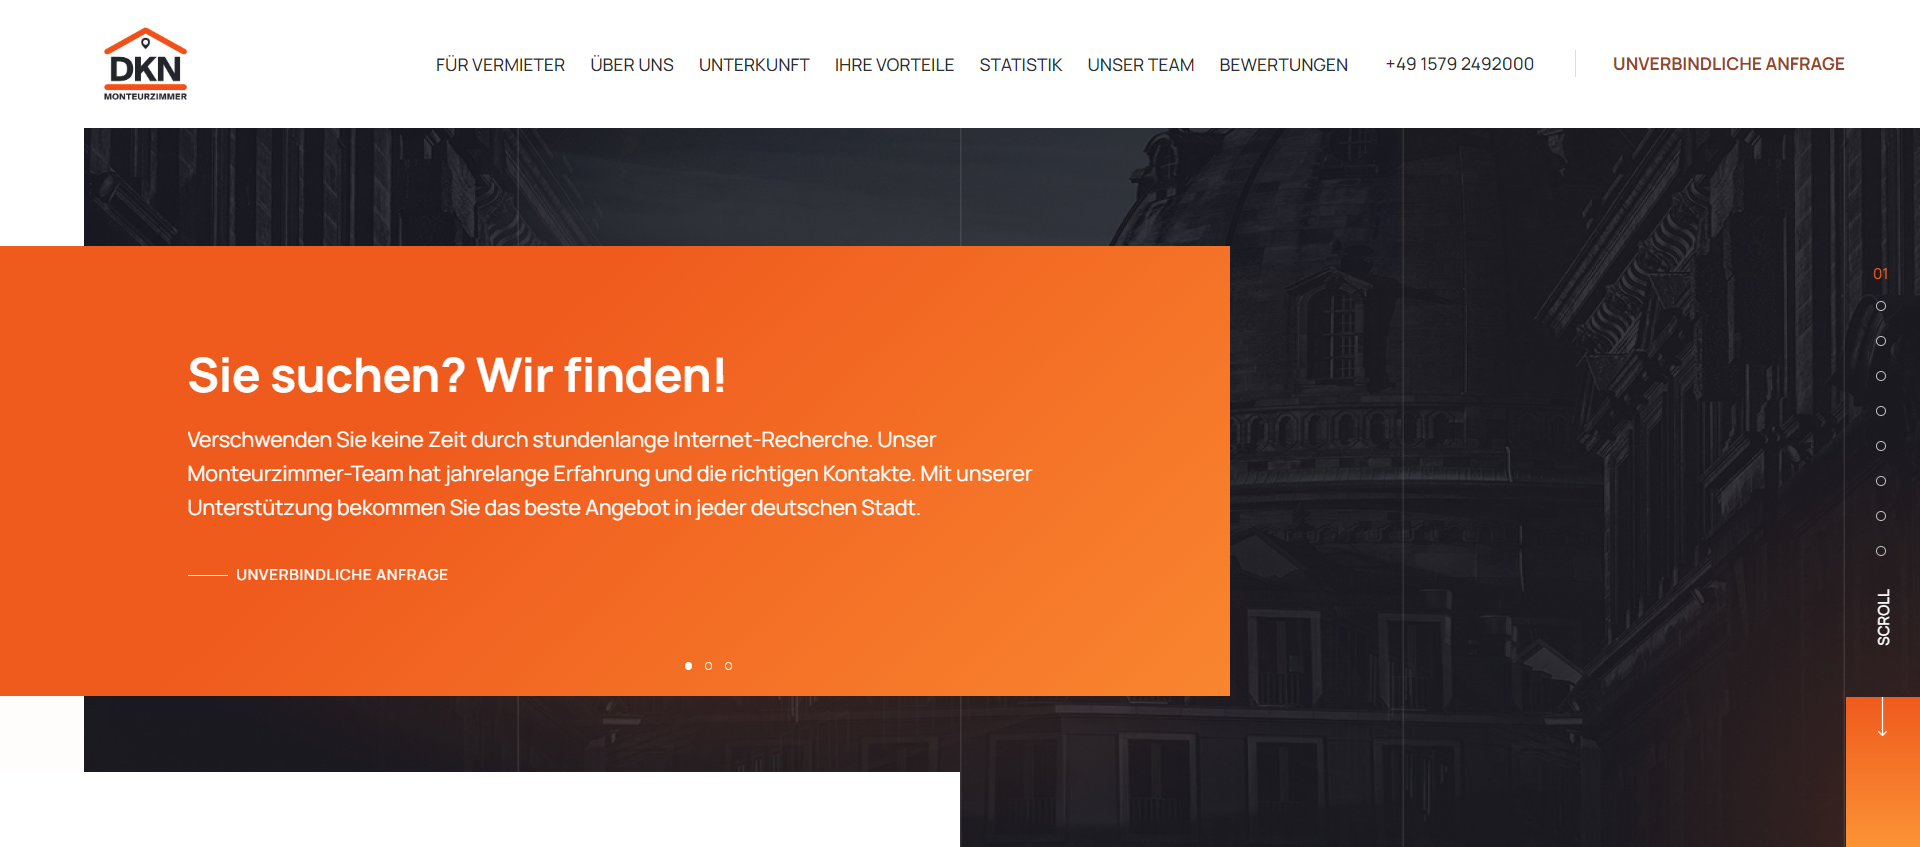 DKN
MONTEURZIMMER
FÜR VERMIETER
ÜBER UNS
UNTERKUNFT
IHRE VORTEILE
STATISTIK
UNSER TEAM
BEWERTUNGEN
+49 1579 2492000
UNVERBINDLICHE ANFRAGE
Sie suchen? Wir finden!
Verschwenden Sie keine Zeit durch stundenlange Internet-Recherche. Unser
Monteurzimmer-Team hat jahrelange Erfahrung und die richtigen Kontakte. Mit unserer
Unterstützung bekommen Sie das beste Angebot in jeder deutschen Stadt.
UNVERBINDLICHE ANFRAGE
01
SCROLL